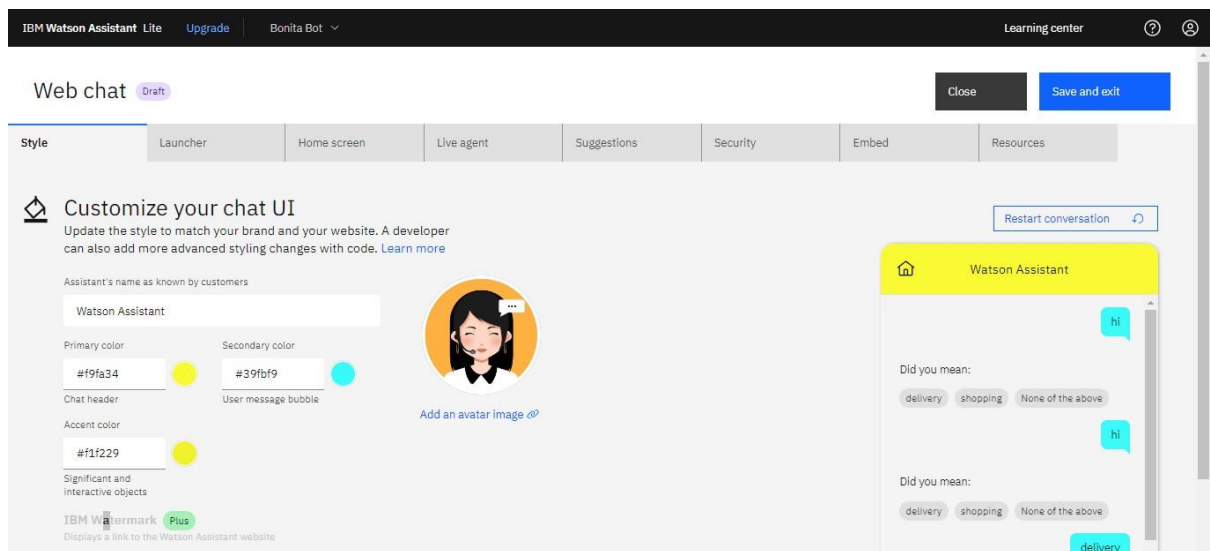 IBM Watson Assistant Lite Upgrade Bonita Bot Learning center
Web chat Draft Close Save and exit
Style Launcher Home screen Live agent Suggestions Security Embed Resources
Customize your chat UI
Update the style to match your brand and your website. A developer
can also add more advanced styling changes with code. Learn more
Assistant's name as known by customers
Watson Assistant
Primary color Secondary color
#f9fa34 #39fbf9
Chat header User message bubble
Accent color
#f1f229
Significant and
interactive objects
IBM Watermark Plus
Displays a link to the Watson Assistant website
Add an avatar image
Restart conversation
Watson Assistant
hi
Did you mean:
delivery shopping None of the above
hi
Did you mean:
delivery shopping None of the above
delivery